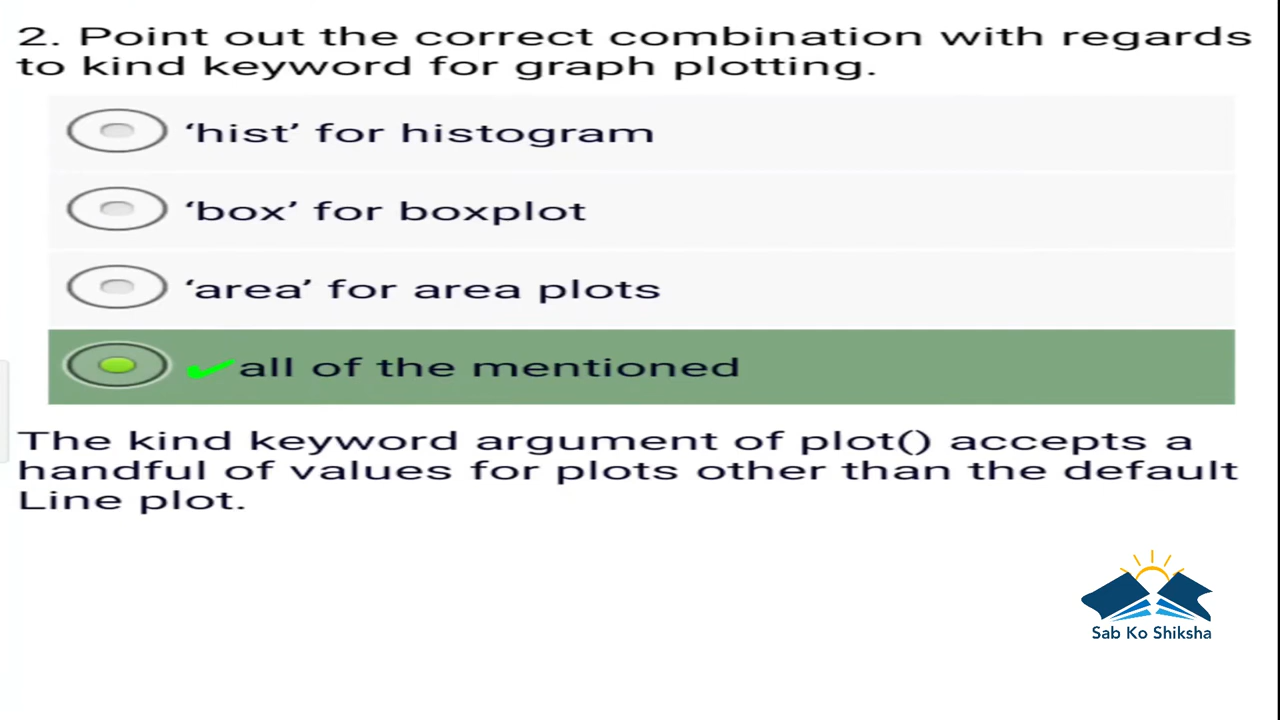 2. Point out the correct combination with regards
to kind keyword for graph plotting.
‘hist’ for histogram
‘box’ for boxplot
‘area’ for area plots
all of the mentioned
The kind keyword argument of plot() accepts a
handful of values for plots other than the default
Line plot.
Sab Ko Shiksha